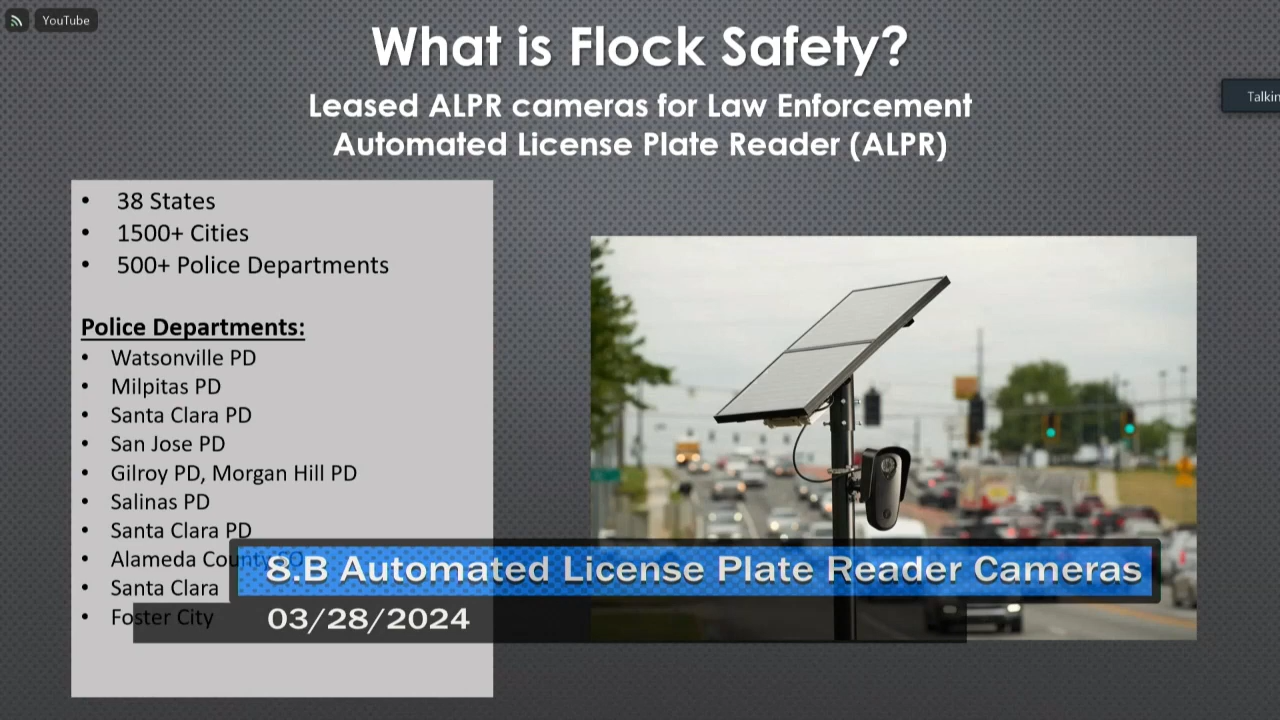 YouTube
What is Flock Safety?
Talkin
Leased ALPR cameras for Law Enforcement
Automated License Plate Reader (ALPR)
• 38 States
• 1500+ Cities
• 500+ Police Departments
Police Departments:
• Watsonville PD
• Milpitas PD
• Santa Clara PD
• San Jose PD
• Gilroy PD, Morgan Hill PD
• Salinas PD
• Santa Clara PD
• Alameda County SO
• Santa Clara
• Foster City
8.B Automated License Plate Reader Cameras
03/28/2024